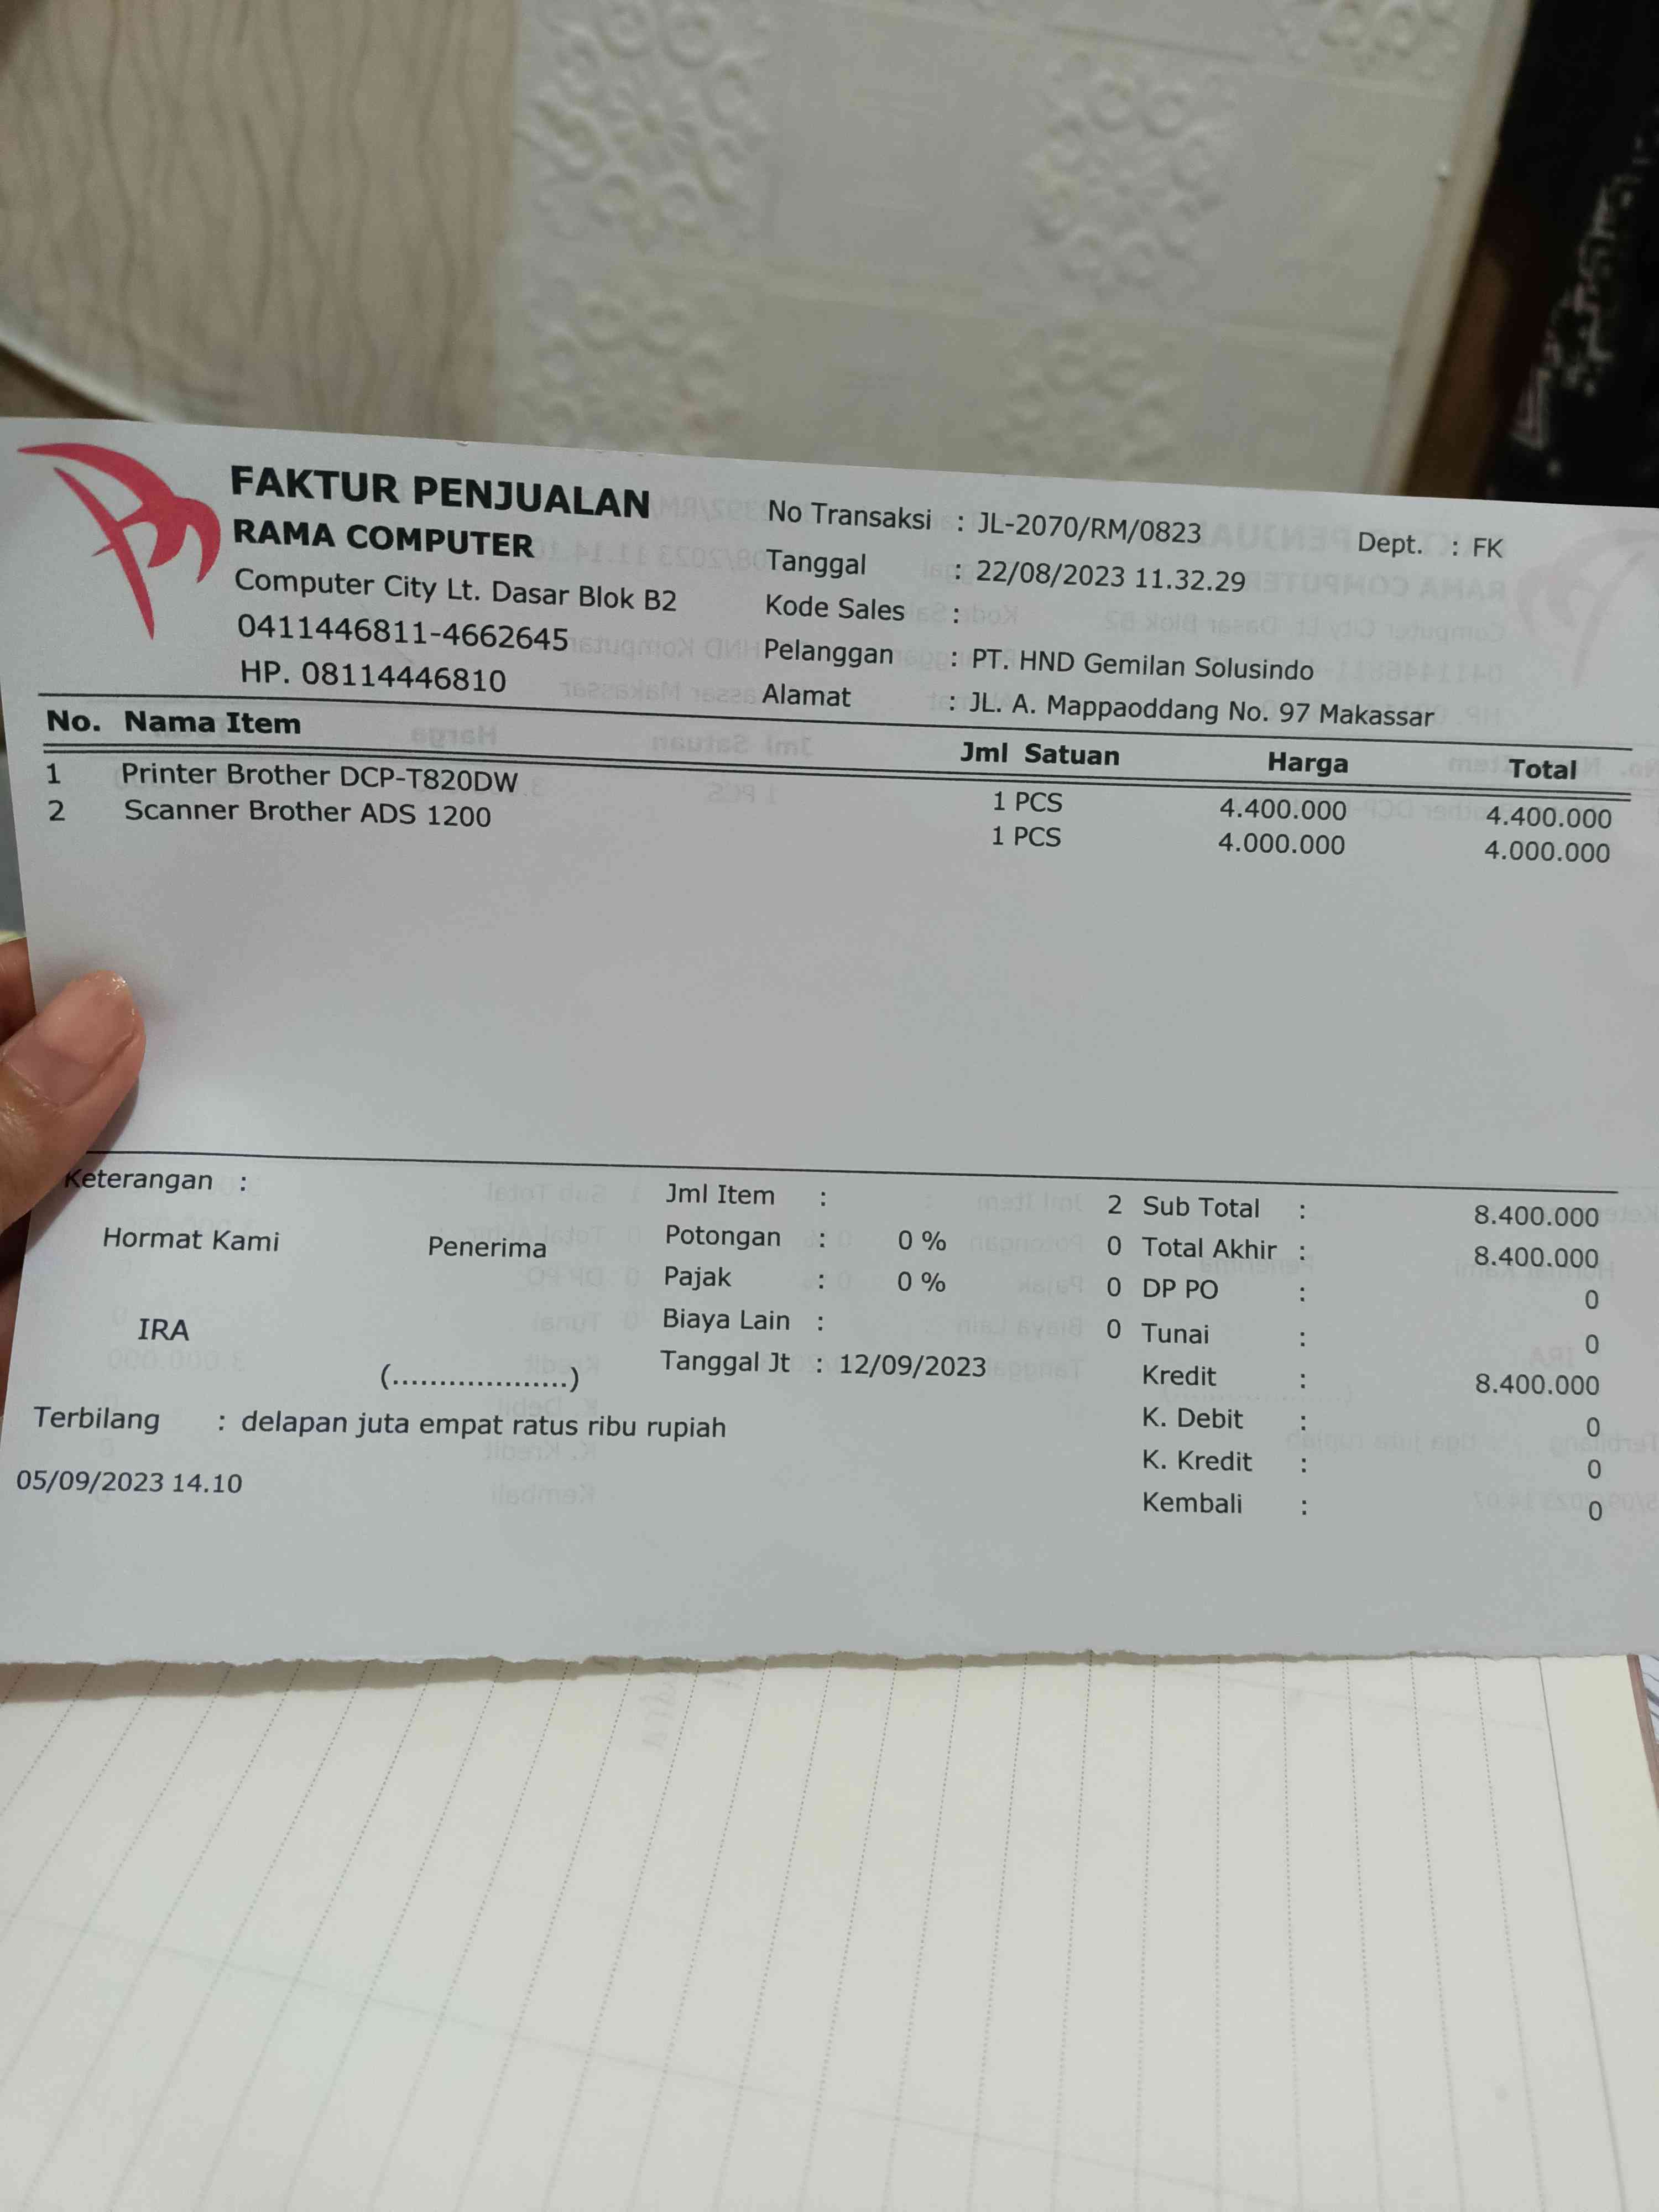 FAKTUR PENJUALAN
RAMA COMPUTER
Computer City Lt. Dasar Blok B2
0411446811-4662645
HP. 08114446810
No Transaksi : JL-2070/RM/0823
Dept. : FK
Tanggal : 22/08/2023 11.32.29
Kode Sales :
Pelanggan : PT. HND Gemilan Solusindo
Alamat : JL. A. Mappaoddang No. 97 Makassar
No. Nama Item Jml Satuan Harga Total
1 Printer Brother DCP-T820DW 1 PCS 4.400.000 4.400.000
2 Scanner Brother ADS 1200 1 PCS 4.000.000 4.000.000
Keterangan :
Hormat Kami Penerima
IRA
(...................)
Jml Item : 2
Potongan : 0 % 0
Pajak : 0 % 0
Biaya Lain : 0
Tanggal Jt : 12/09/2023
Sub Total : 8.400.000
Total Akhir : 8.400.000
DP PO : 0
Tunai : 0
Kredit : 8.400.000
K. Debit : 0
K. Kredit : 0
Kembali : 0
Terbilang : delapan juta empat ratus ribu rupiah
05/09/2023 14.10